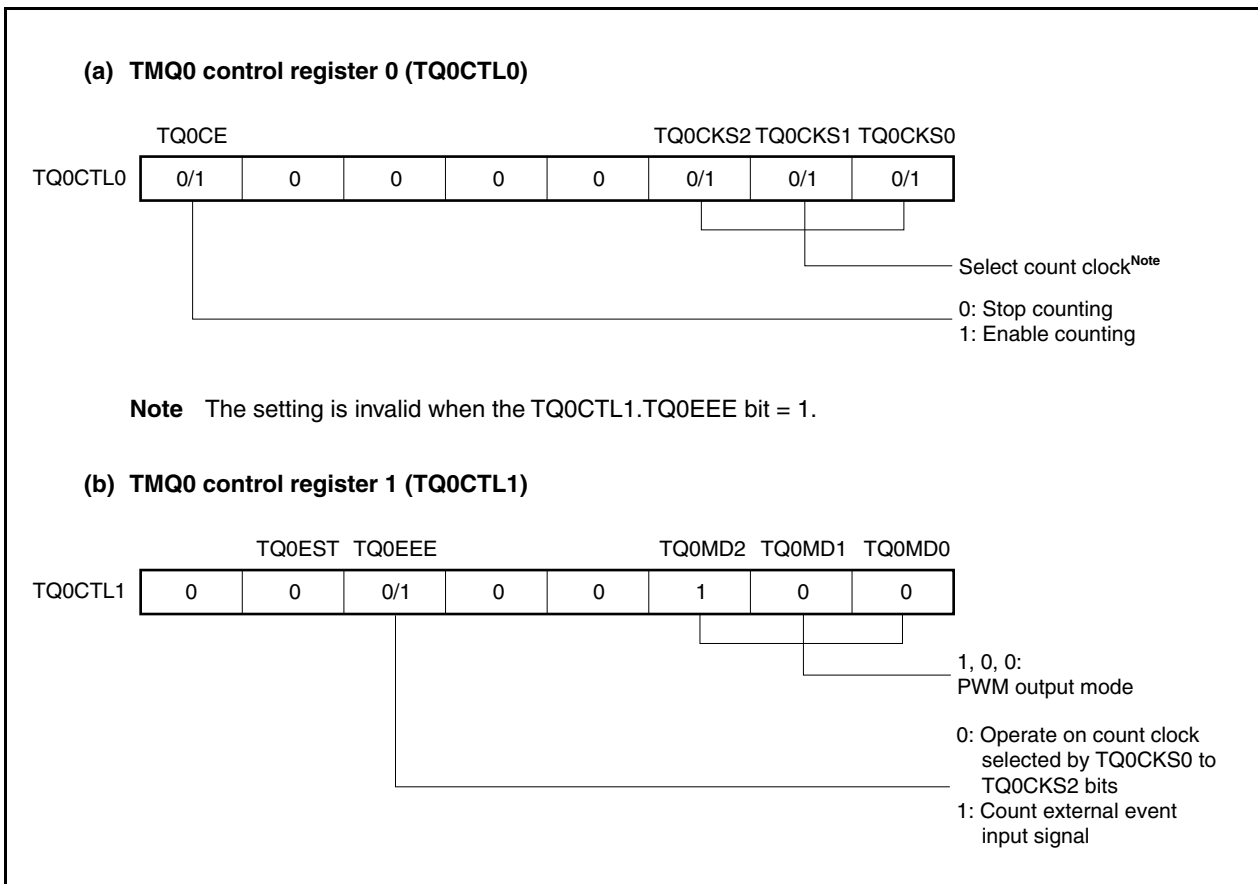 (a) TMQ0 control register 0 (TQ0CTL0)
TQ0CE TQ0CKS2 TQ0CKS1 TQ0CKS0
TQ0CTL0 0/1 0 0 0 0 0/1 0/1 0/1
Select count clockNote
0: Stop counting
1: Enable counting
Note The setting is invalid when the TQ0CTL1.TQ0EEE bit = 1.
(b) TMQ0 control register 1 (TQ0CTL1)
TQ0EST TQ0EEE TQ0MD2 TQ0MD1 TQ0MD0
TQ0CTL1 0 0 0/1 0 0 1 0 0
1, 0, 0:
PWM output mode
0: Operate on count clock
selected by TQ0CKS0 to
TQ0CKS2 bits
1: Count external event
input signal